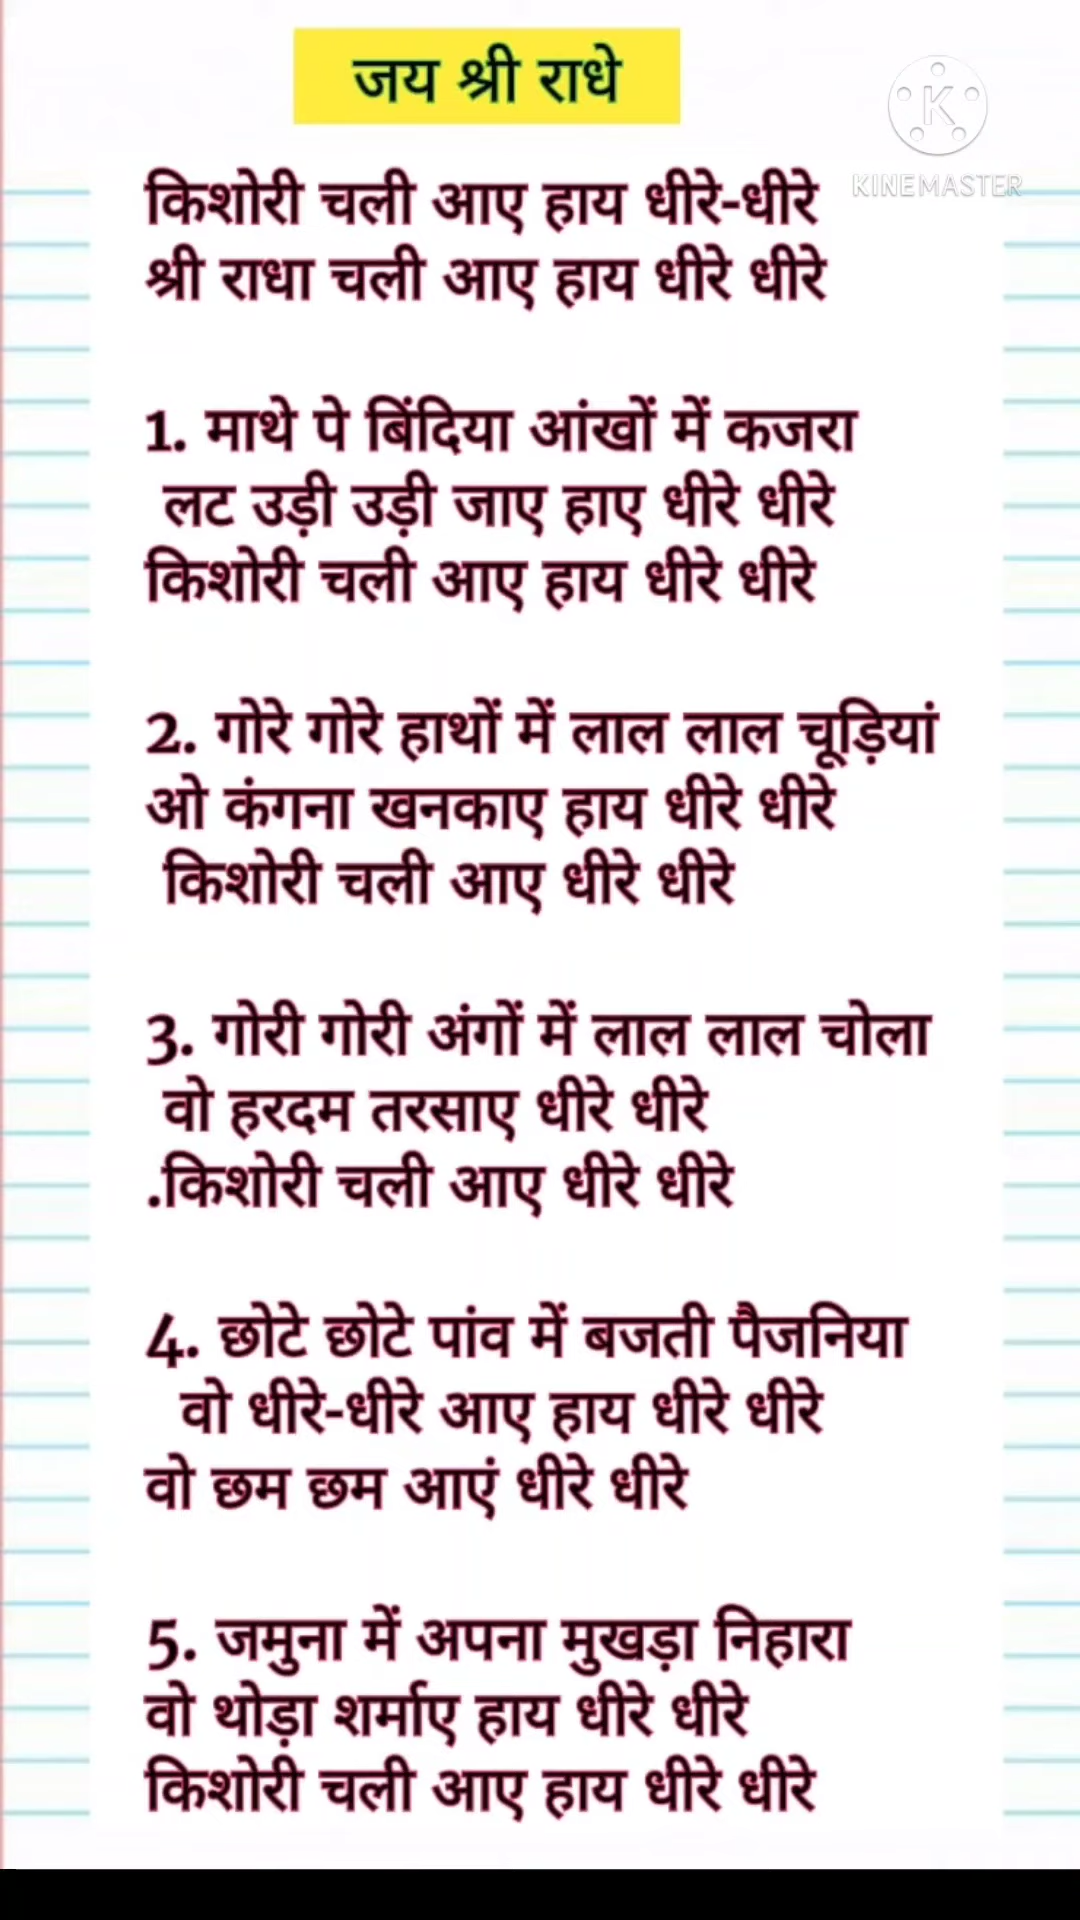 जय श्री राधे
KINEMASTER
किशोरी चली आए हाय धीरे-धीरे
श्री राधा चली आए हाय धीरे धीरे
1. माथे पे बिंदिया आंखों में कजरा
लट उड़ी उड़ी जाए हाए धीरे धीरे
किशोरी चली आए हाय धीरे धीरे
2. गोरे गोरे हाथों में लाल लाल चूड़ियां
ओ कंगना खनकाए हाय धीरे धीरे
किशोरी चली आए धीरे धीरे
3. गोरी गोरी अंगों में लाल लाल चोला
वो हरदम तरसाए धीरे धीरे
.किशोरी चली आए धीरे धीरे
4. छोटे छोटे पांव में बजती पैजनिया
वो धीरे-धीरे आए हाय धीरे धीरे
वो छम छम आएं धीरे धीरे
5. जमुना में अपना मुखड़ा निहारा
वो थोड़ा शर्माए हाय धीरे धीरे
किशोरी चली आए हाय धीरे धीरे